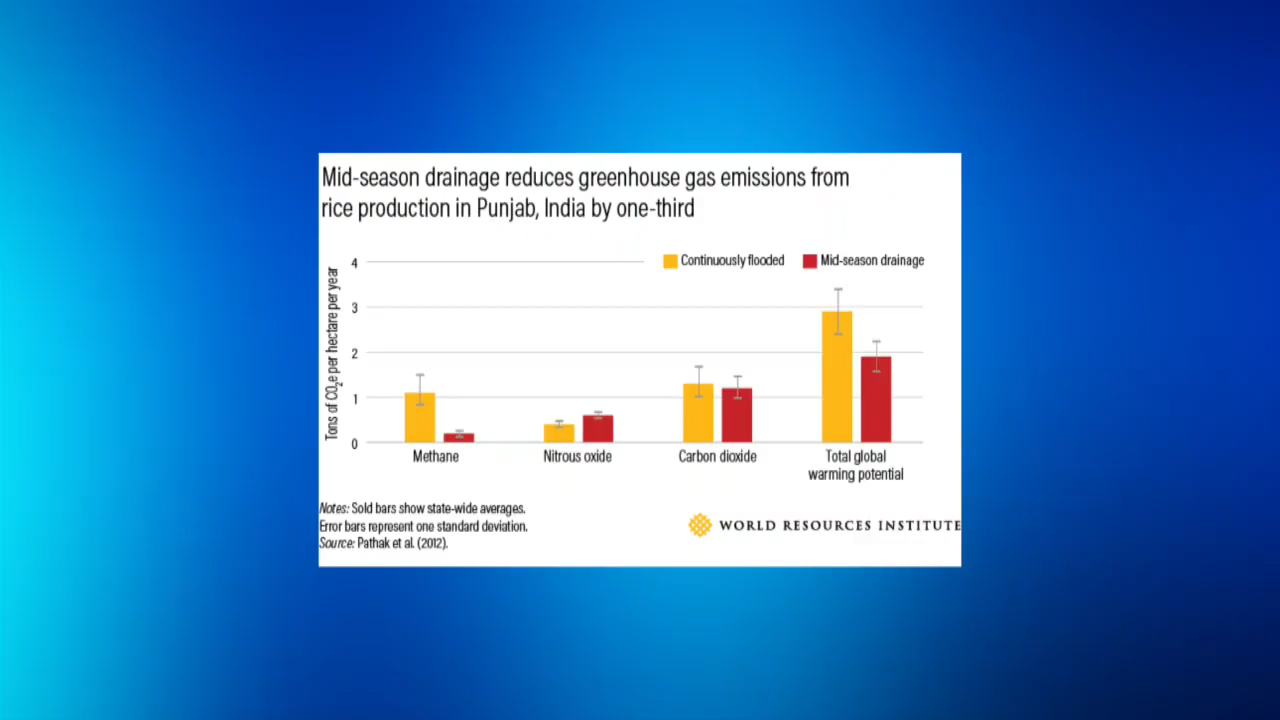 Mid-season drainage reduces greenhouse gas emissions from
rice production in Punjab, India by one-third
Continuously flooded
Mid-season drainage
Tons of CO2e per hectare per year
4
3
2
1
0
Methane
Nitrous oxide
Carbon dioxide
Total global
warming potential
Notes: Sold bars show state-wide averages.
Error bars represent one standard deviation.
Source: Pathak et al. (2012).
WORLD RESOURCES INSTITUTE